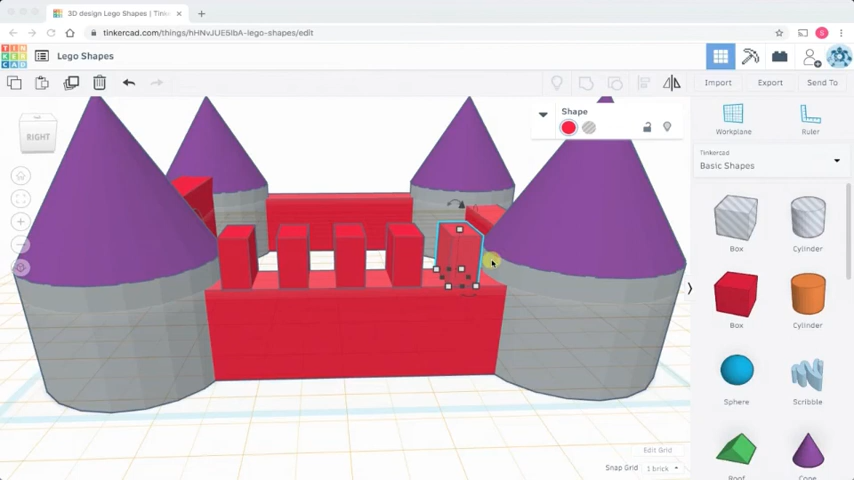 3D design Lego Shapes | Tink
tinkercad.com/things/hHNvJUE5IbA-lego-shapes/edit
S
TIN
KER
CAD
Lego Shapes
Import
Export
Send To
RIGHT
Shape
Workplane
Ruler
Tinkercad
Basic Shapes
Box
Cylinder
Box
Cylinder
Sphere
Scribble
Roof
Cone
Edit Grid
Snap Grid
1 brick